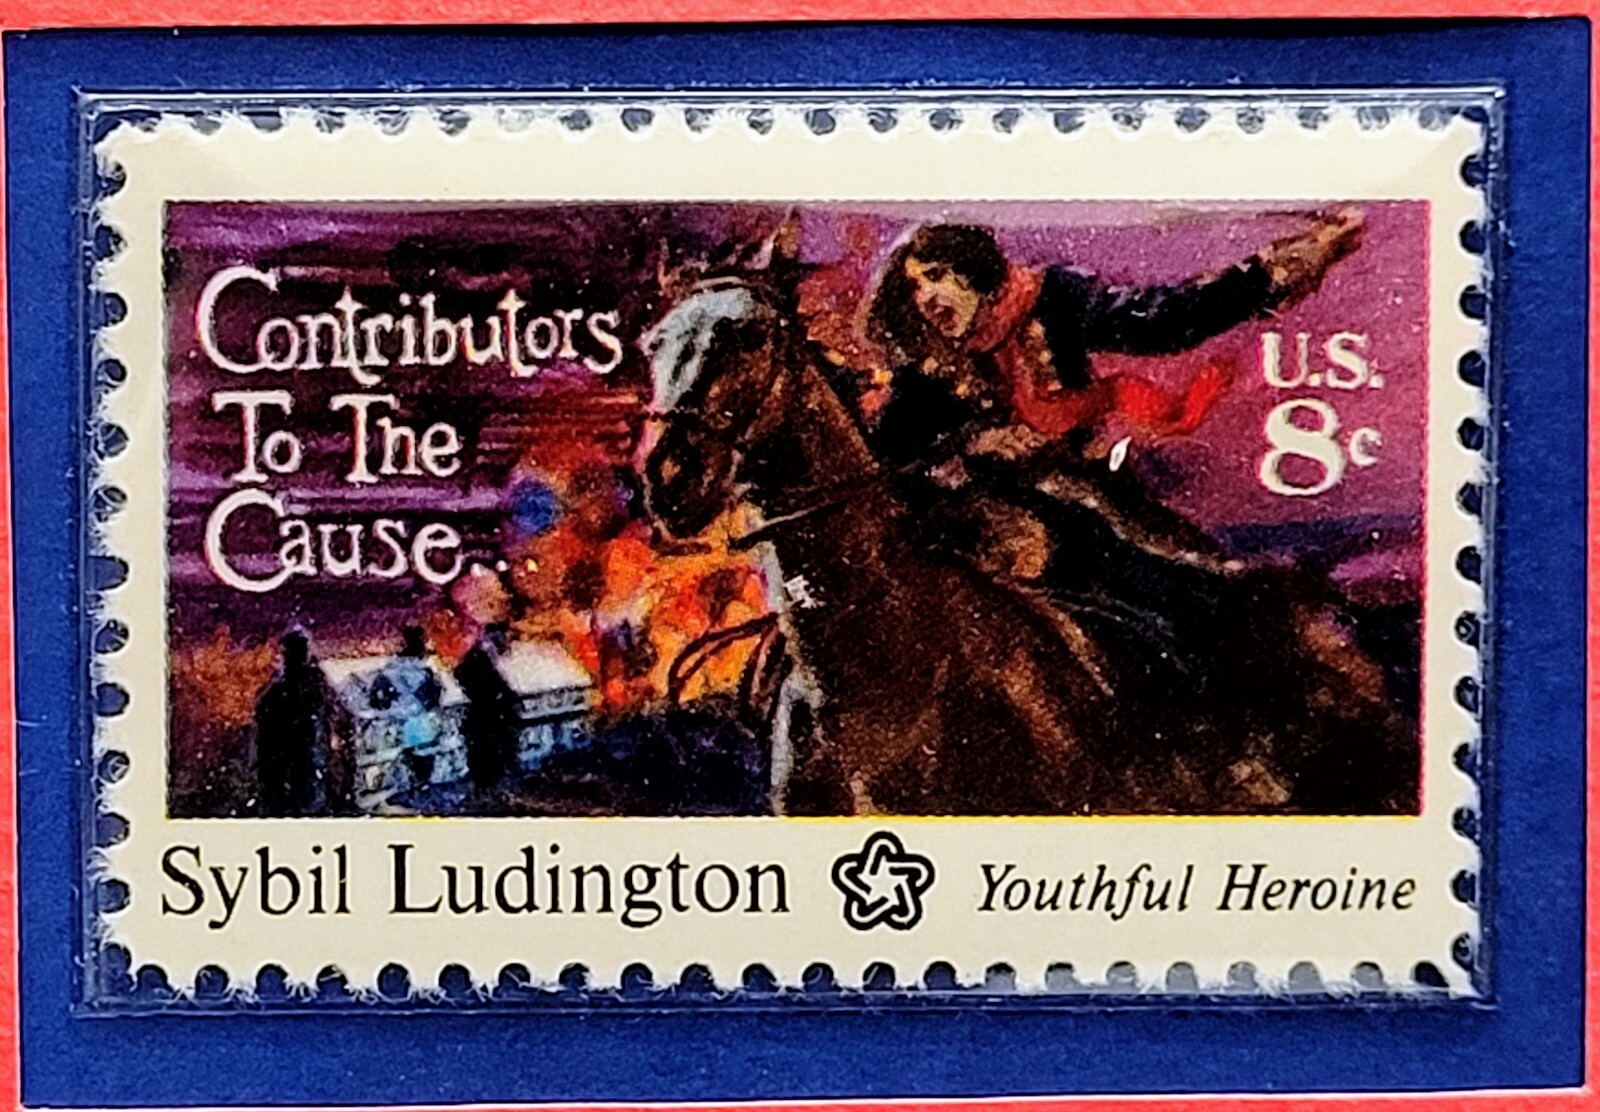 Contributors
To The
Cause...
U.S.
8c
Sybil Ludington Youthful Heroine